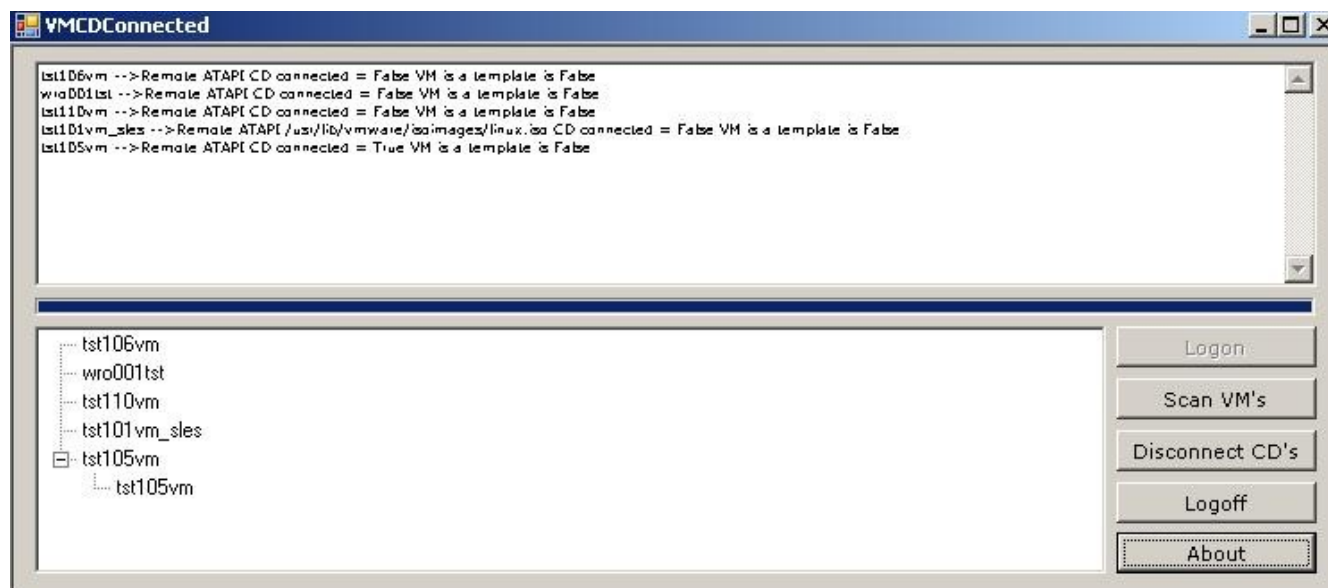 VMCDConnected
tst106vm -->Remote ATAPI CD connected = False VM is a template is False
wro001tst -->Remote ATAPI CD connected = False VM is a template is False
tst110vm -->Remote ATAPI CD connected = False VM is a template is False
tst101vm_sles -->Remote ATAPI /usr/lib/vmware/isoimages/linux.iso CD connected = False VM is a template is False
tst105vm -->Remote ATAPI CD connected = True VM is a template is False
tst106vm
wro001tst
tst110vm
tst101vm_sles
tst105vm
tst105vm
Logon
Scan VM's
Disconnect CD's
Logoff
About